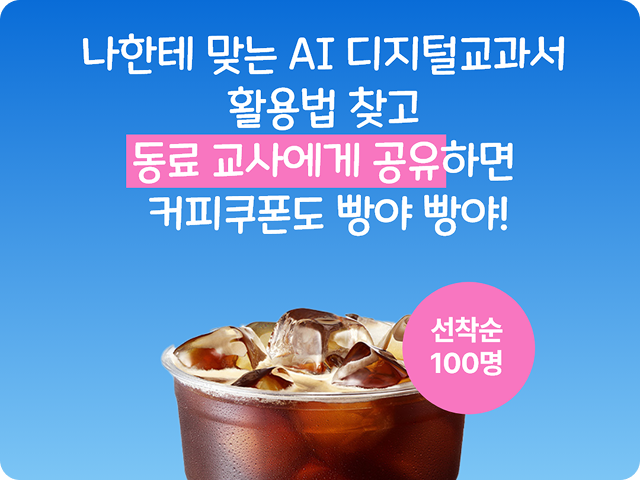 나한테 맞는 AI 디지털교과서
활용법 찾고
동료 교사에게 공유하면
커피쿠폰도 빵야 빵야!
선착순
100명